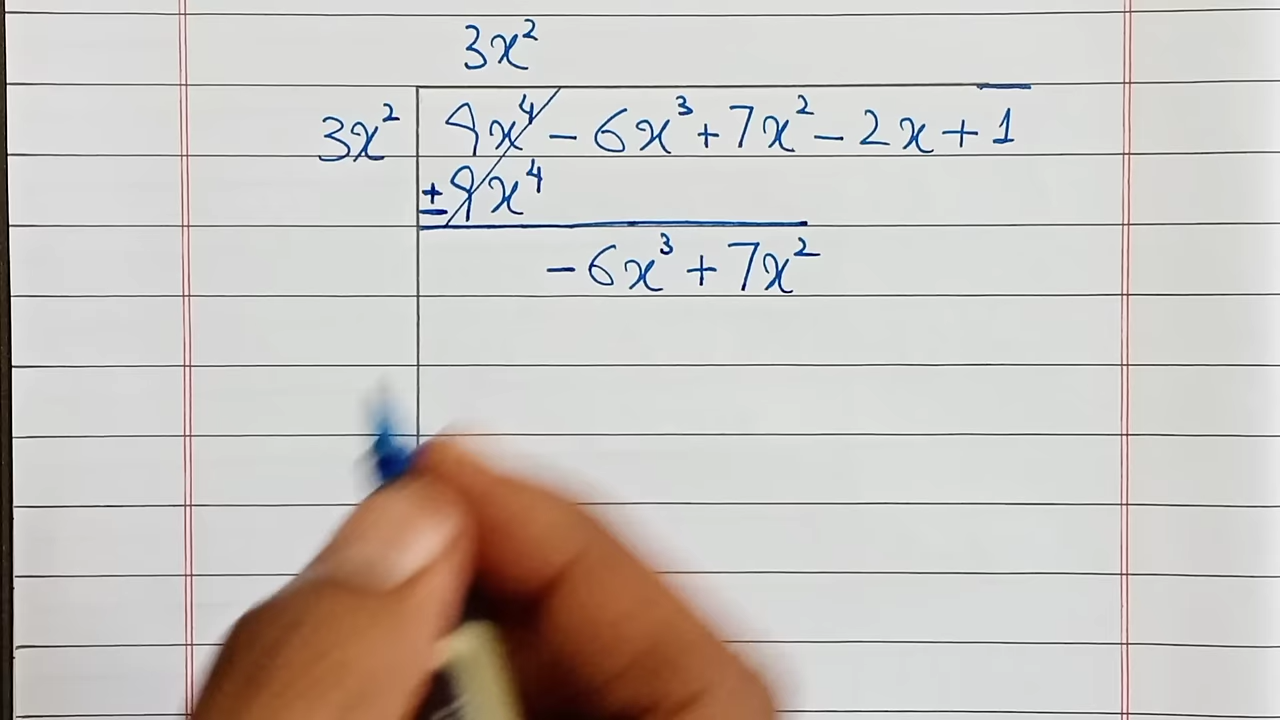 3x²
3x² 9x⁴ - 6x³ + 7x² - 2x + 1
± 9x⁴
- 6x³ + 7x²